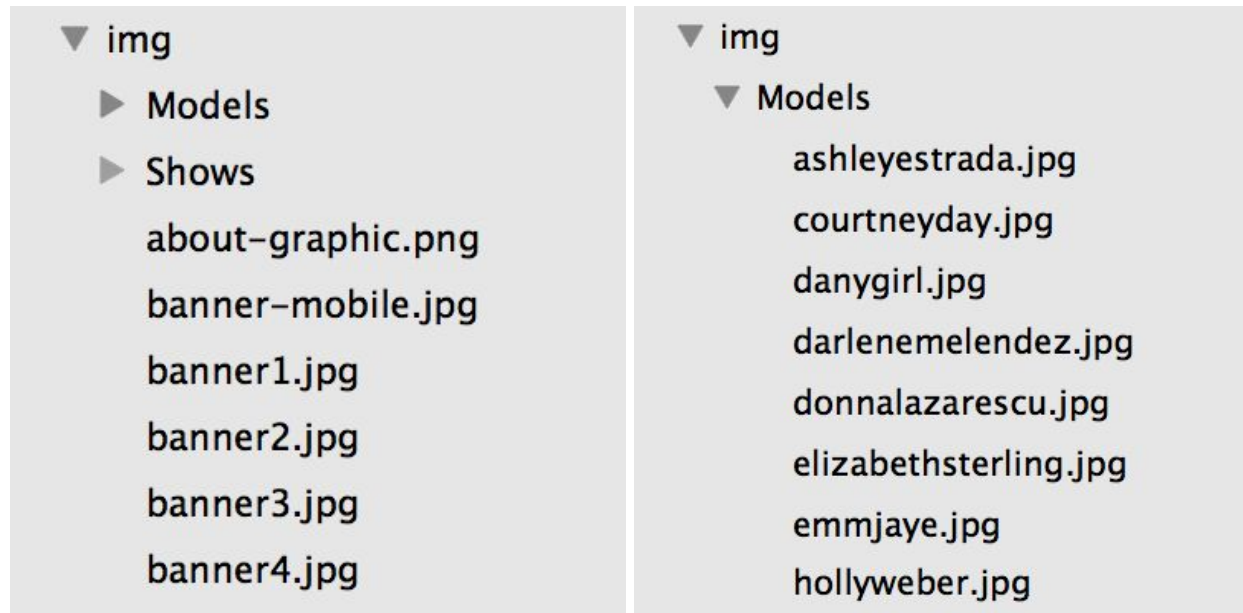 img
Models
Shows
about-graphic.png
banner-mobile.jpg
banner1.jpg
banner2.jpg
banner3.jpg
banner4.jpg
img
Models
ashleyestrada.jpg
courtneyday.jpg
danygirl.jpg
darlenemelendez.jpg
donnalazarescu.jpg
elizabethsterling.jpg
emmjaye.jpg
hollyweber.jpg